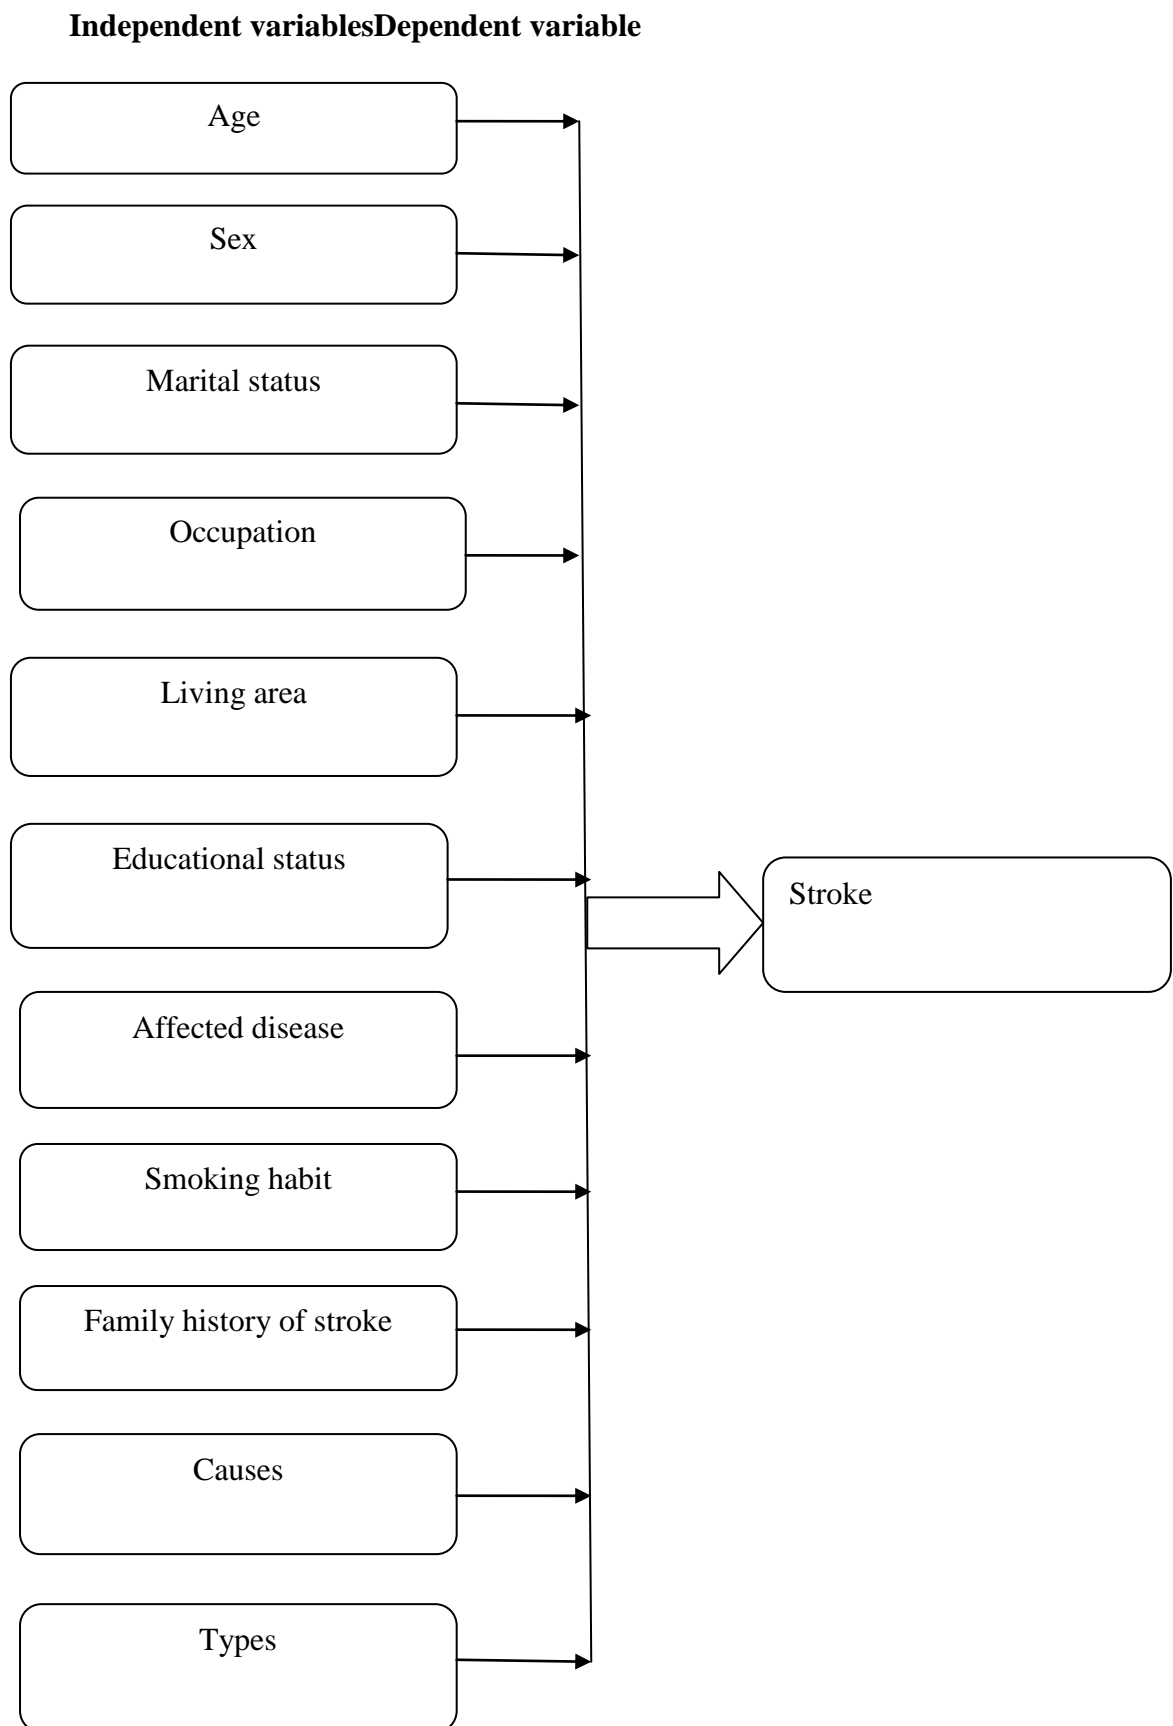 Independent variablesDependent variable
Age
Sex
Marital status
Occupation
Living area
Educational status
Stroke
Affected disease
Smoking habit
Family history of stroke
Causes
Types